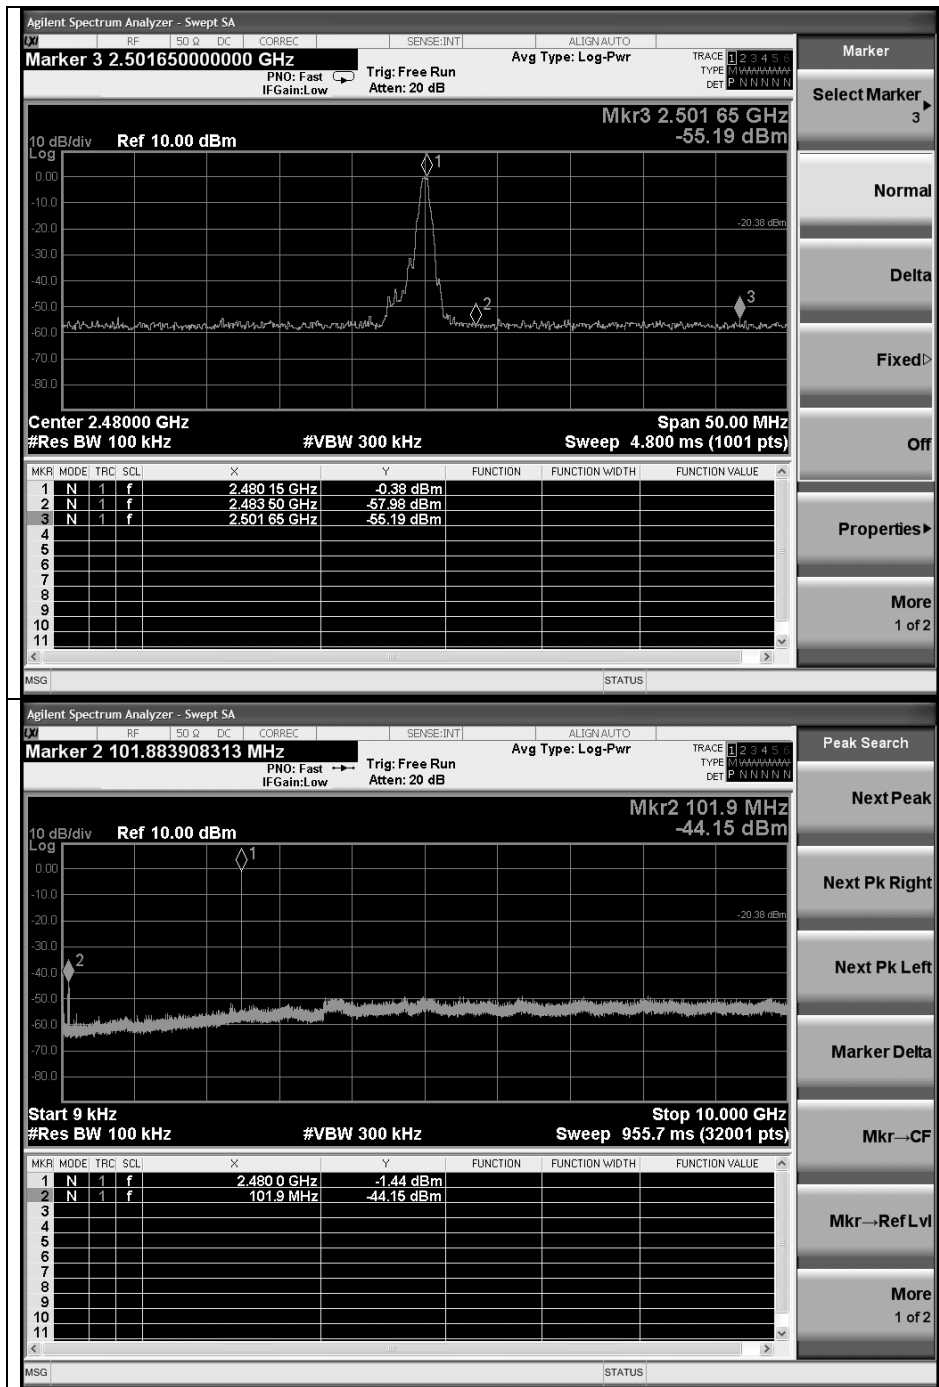 Agilent Spectrum Analyzer - Swept SA
LXI RF 50 Ω DC CORREC SENSE:INT ALIGN AUTO
Marker 3 2.501650000000 GHz
PNO: Fast
IFGain:Low
Trig: Free Run
Atten: 20 dB
Avg Type: Log-Pwr
TRACE 1 2 3 4 5 6
TYPE MWWWWW
DET P N N N N N
Mkr3 2.501 65 GHz
-55.19 dBm
10 dB/div Ref 10.00 dBm
Log
0.00
-10.0
-20.0
-30.0
-40.0
-50.0
-60.0
-70.0
-80.0
1
-20.38 dBm
2
3
Center 2.48000 GHz Span 50.00 MHz
#Res BW 100 kHz #VBW 300 kHz Sweep 4.800 ms (1001 pts)
MKR MODE TRC SCL X Y FUNCTION FUNCTION WIDTH FUNCTION VALUE
1 N 1 f 2.480 15 GHz -0.38 dBm
2 N 1 f 2.483 50 GHz -57.98 dBm
3 N 1 f 2.501 65 GHz -55.19 dBm
4
5
6
7
8
9
10
11
MSG STATUS
Marker
Select Marker
3
Normal
Delta
Fixed
Off
Properties
More
1 of 2
Agilent Spectrum Analyzer - Swept SA
LXI RF 50 Ω DC CORREC SENSE:INT ALIGN AUTO
Marker 2 101.883908313 MHz
PNO: Fast
IFGain:Low
Trig: Free Run
Atten: 20 dB
Avg Type: Log-Pwr
TRACE 1 2 3 4 5 6
TYPE MWWWWW
DET P N N N N N
Mkr2 101.9 MHz
-44.15 dBm
10 dB/div Ref 10.00 dBm
Log
0.00
-10.0
-20.0
-30.0
-40.0
-50.0
-60.0
-70.0
-80.0
1
-20.38 dBm
2
Start 9 kHz Stop 10.000 GHz
#Res BW 100 kHz #VBW 300 kHz Sweep 955.7 ms (32001 pts)
MKR MODE TRC SCL X Y FUNCTION FUNCTION WIDTH FUNCTION VALUE
1 N 1 f 2.480 0 GHz -1.44 dBm
2 N 1 f 101.9 MHz -44.15 dBm
3
4
5
6
7
8
9
10
11
MSG STATUS
Peak Search
Next Peak
Next Pk Right
Next Pk Left
Marker Delta
Mkr→CF
Mkr→Ref Lvl
More
1 of 2